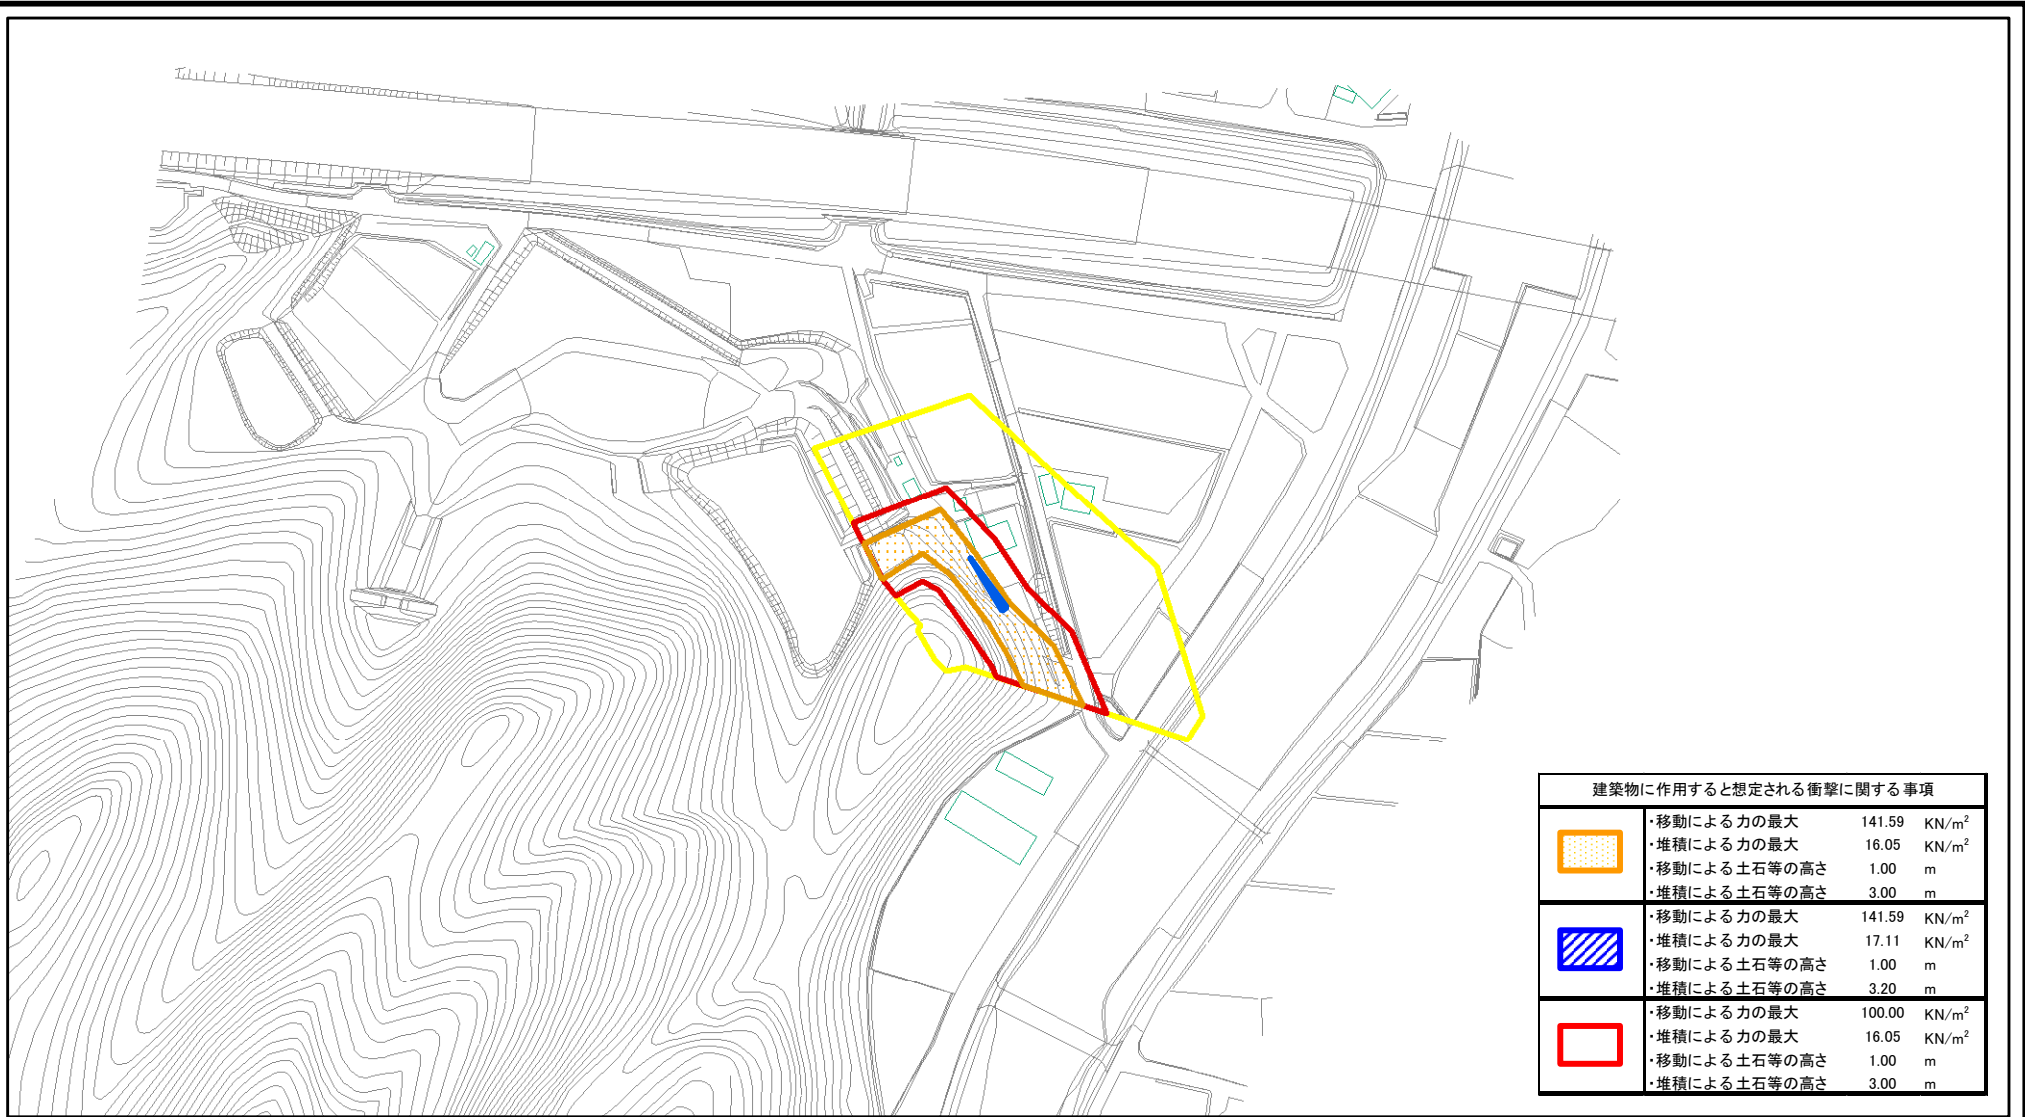 建築物に作用すると想定される衝撃に関する事項
・移動による力の最大 141.59 KN/m²
・堆積による力の最大 16.05 KN/m²
・移動による土石等の高さ 1.00 m
・堆積による土石等の高さ 3.00 m
・移動による力の最大 141.59 KN/m²
・堆積による力の最大 17.11 KN/m²
・移動による土石等の高さ 1.00 m
・堆積による土石等の高さ 3.20 m
・移動による力の最大 100.00 KN/m²
・堆積による力の最大 16.05 KN/m²
・移動による土石等の高さ 1.00 m
・堆積による土石等の高さ 3.00 m